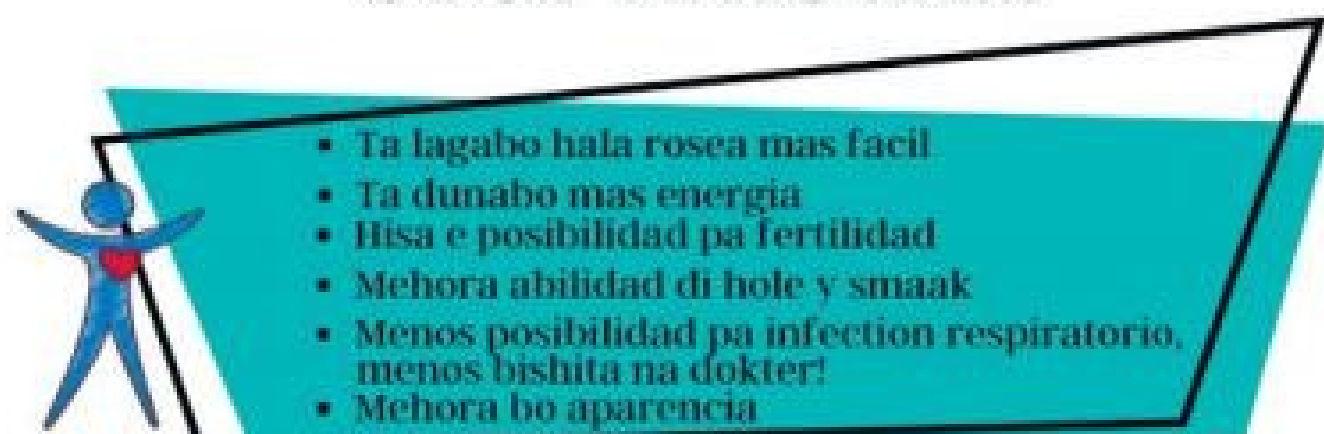 • Ta lagabo hala rosea mas facil
• Ta dunabo mas energia
• Hisa e posibilidad pa fertilidad
• Mehora abilidad di hole y smaak
• Menos posibilidad pa infection respiratorio,
menos bishita na dokter!
• Mehora bo aparencia